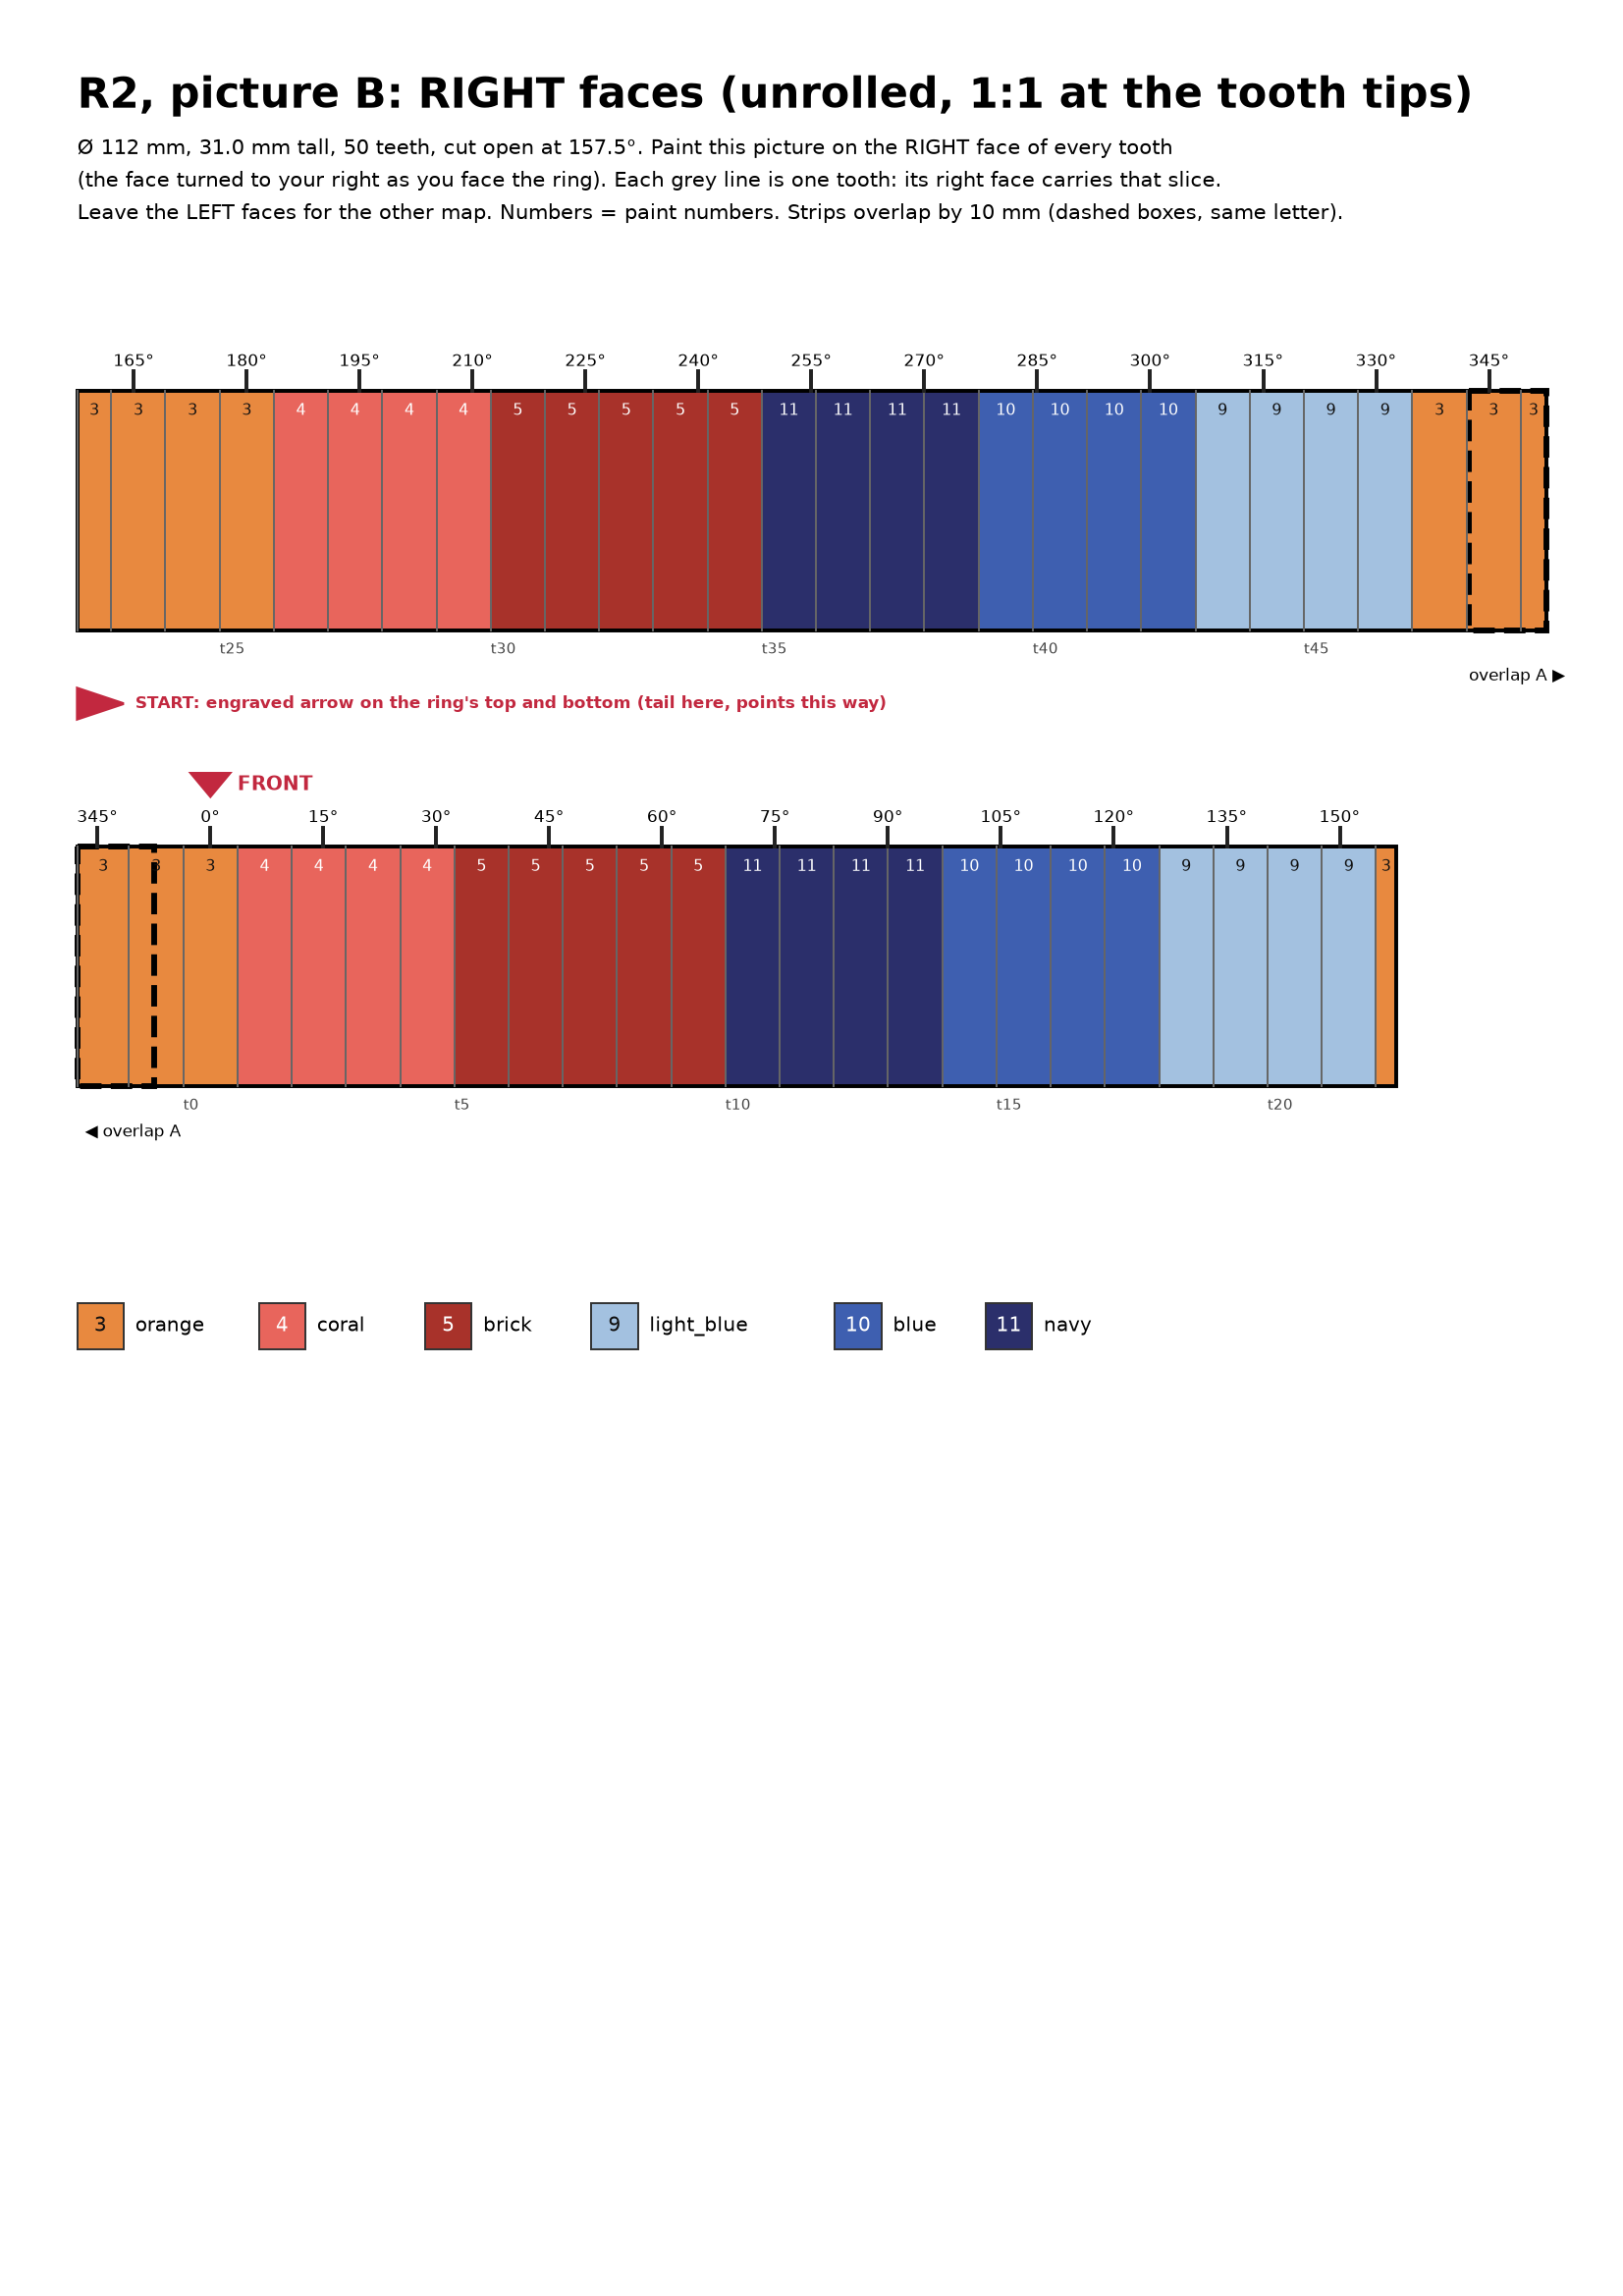 R2, picture B: RIGHT faces (unrolled, 1:1 at the tooth tips)
Ø 112 mm, 31.0 mm tall, 50 teeth, cut open at 157.5°. Paint this picture on the RIGHT face of every tooth
(the face turned to your right as you face the ring). Each grey line is one tooth: its right face carries that slice.
Leave the LEFT faces for the other map. Numbers = paint numbers. Strips overlap by 10 mm (dashed boxes, same letter).
165° 180° 195° 210° 225° 240° 255° 270° 285° 300° 315° 330° 345°
3 3 3 3 4 4 4 4 5 5 5 5 5 11 11 11 11 10 10 10 10 9 9 9 9 3 3 3
t25 t30 t35 t40 t45
overlap A ▶
START: engraved arrow on the ring's top and bottom (tail here, points this way)
FRONT
345° 0° 15° 30° 45° 60° 75° 90° 105° 120° 135° 150°
3 3 3 4 4 4 4 5 5 5 5 5 11 11 11 11 10 10 10 10 9 9 9 9 3
t0 t5 t10 t15 t20
◀ overlap A
3 orange 4 coral 5 brick 9 light_blue 10 blue 11 navy